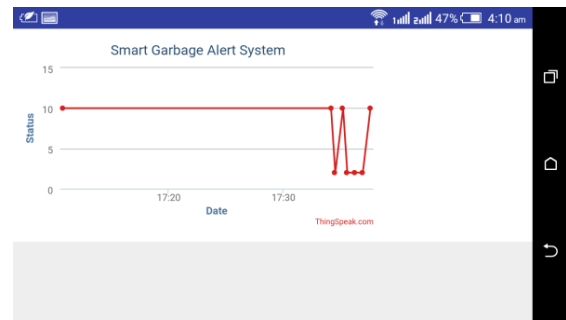 47% 4:10 am
Smart Garbage Alert System
15
10
5
0
Status
17:20 17:30
Date
ThingSpeak.com